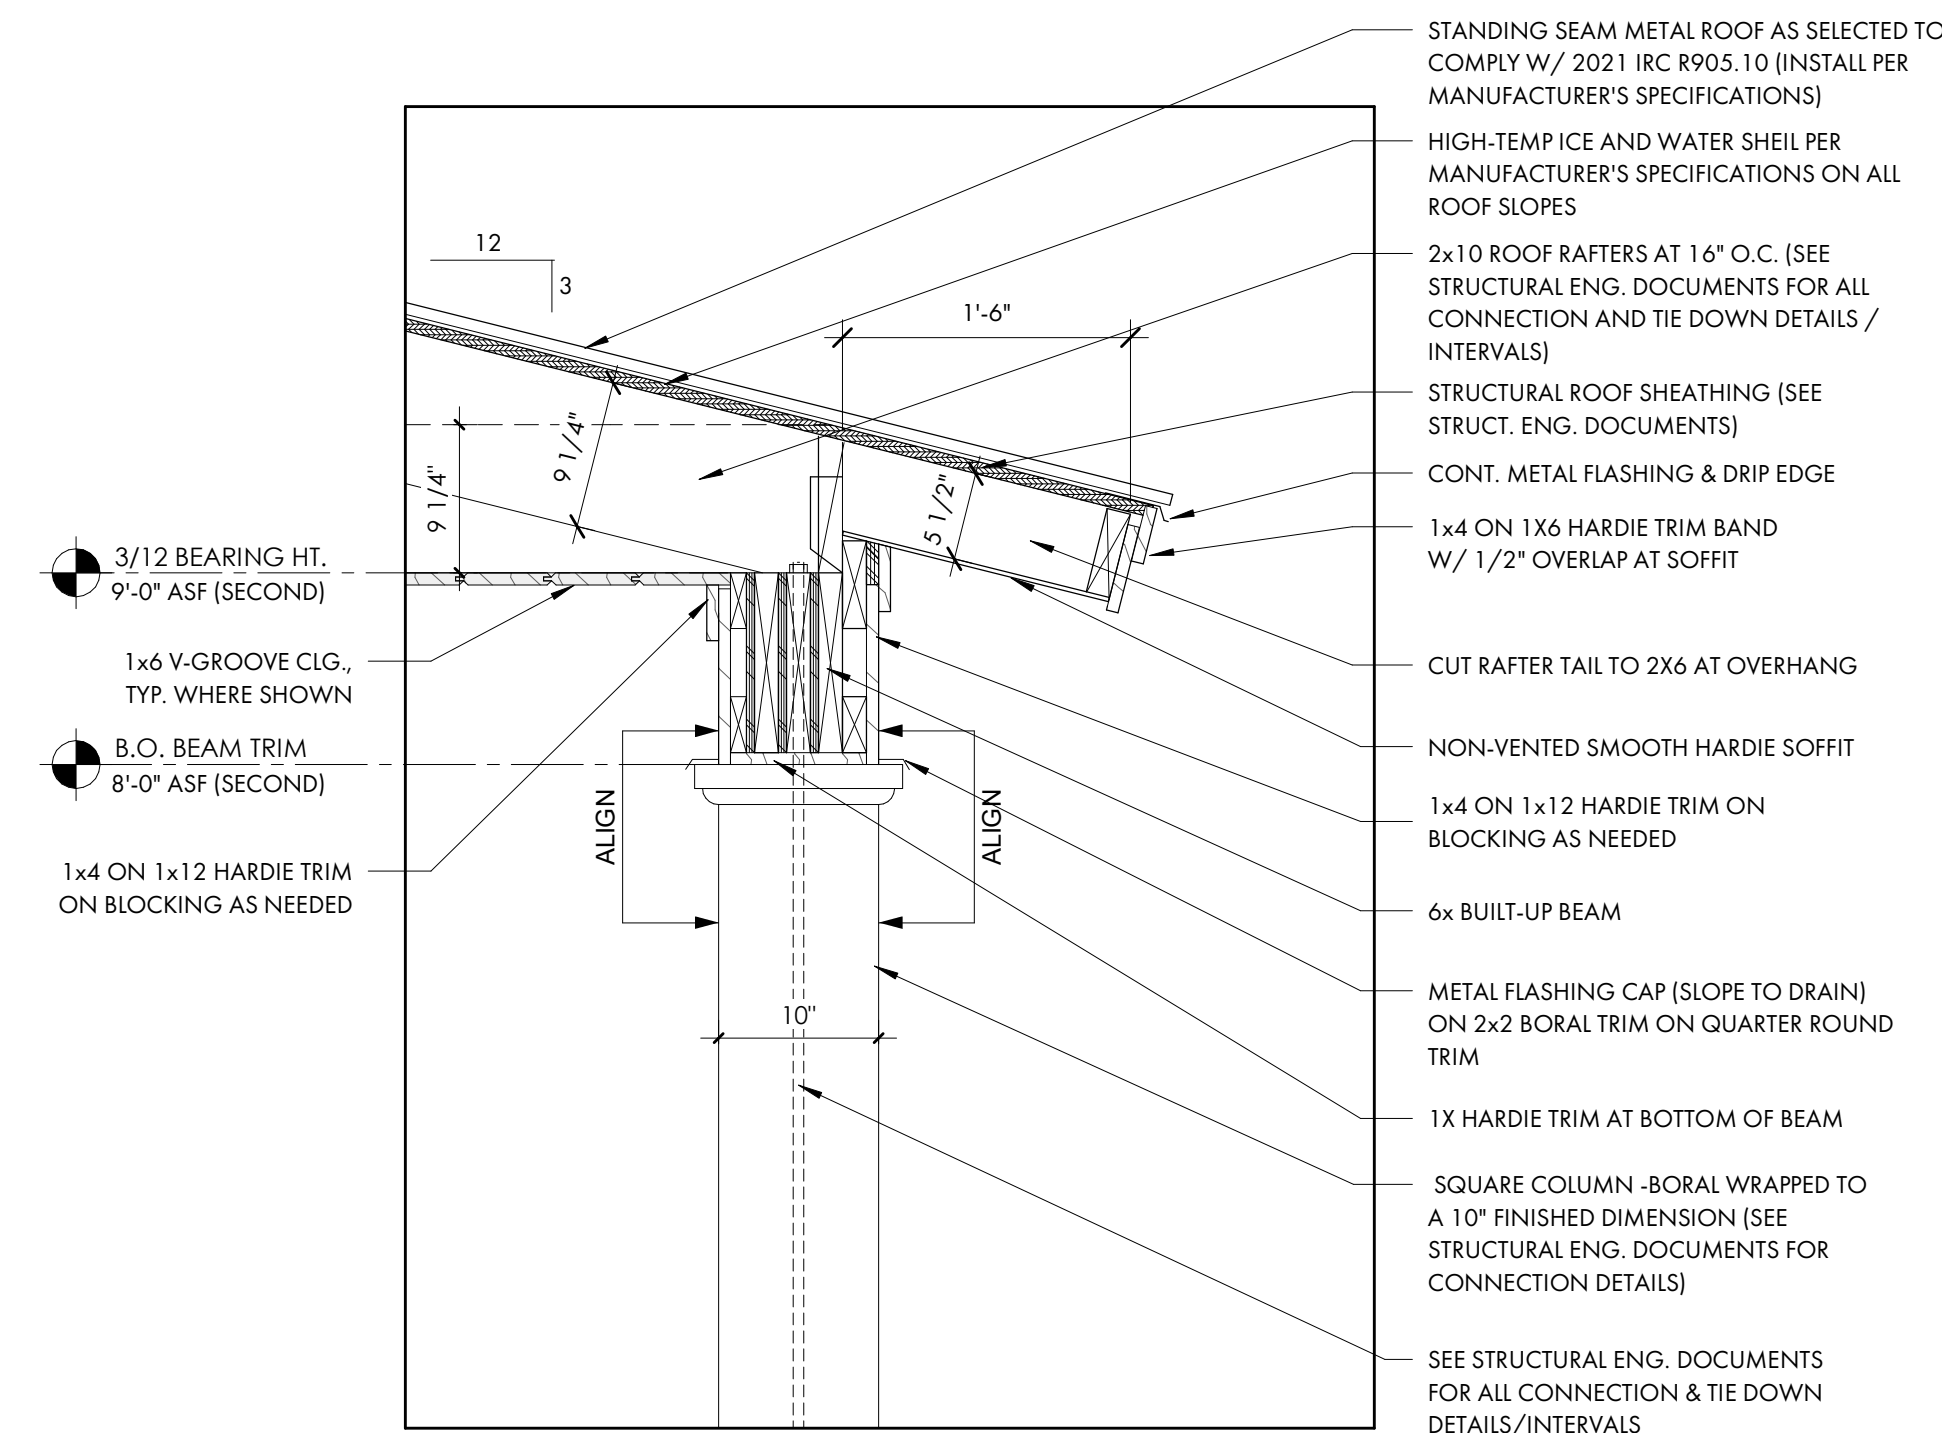 STANDING SEAM METAL ROOF AS SELECTED TO
COMPLY W/ 2021 IRC R905.10 (INSTALL PER
MANUFACTURER'S SPECIFICATIONS)
HIGH-TEMP ICE AND WATER SHEIL PER
MANUFACTURER'S SPECIFICATIONS ON ALL
ROOF SLOPES
2x10 ROOF RAFTERS AT 16" O.C. (SEE
STRUCTURAL ENG. DOCUMENTS FOR ALL
CONNECTION AND TIE DOWN DETAILS /
INTERVALS)
STRUCTURAL ROOF SHEATHING (SEE
STRUCT. ENG. DOCUMENTS)
CONT. METAL FLASHING & DRIP EDGE
1x4 ON 1X6 HARDIE TRIM BAND
W/ 1/2" OVERLAP AT SOFFIT
CUT RAFTER TAIL TO 2X6 AT OVERHANG
NON-VENTED SMOOTH HARDIE SOFFIT
1x4 ON 1x12 HARDIE TRIM ON
BLOCKING AS NEEDED
6x BUILT-UP BEAM
METAL FLASHING CAP (SLOPE TO DRAIN)
ON 2x2 BORAL TRIM ON QUARTER ROUND
TRIM
1X HARDIE TRIM AT BOTTOM OF BEAM
SQUARE COLUMN -BORAL WRAPPED TO
A 10" FINISHED DIMENSION (SEE
STRUCTURAL ENG. DOCUMENTS FOR
CONNECTION DETAILS)
SEE STRUCTURAL ENG. DOCUMENTS
FOR ALL CONNECTION & TIE DOWN
DETAILS/INTERVALS
12
3
1'-6"
9 1/4"
9 1/4"
5 1/2"
3/12 BEARING HT.
9'-0" ASF (SECOND)
1x6 V-GROOVE CLG.,
TYP. WHERE SHOWN
B.O. BEAM TRIM
8'-0" ASF (SECOND)
1x4 ON 1x12 HARDIE TRIM
ON BLOCKING AS NEEDED
ALIGN
ALIGN
10"